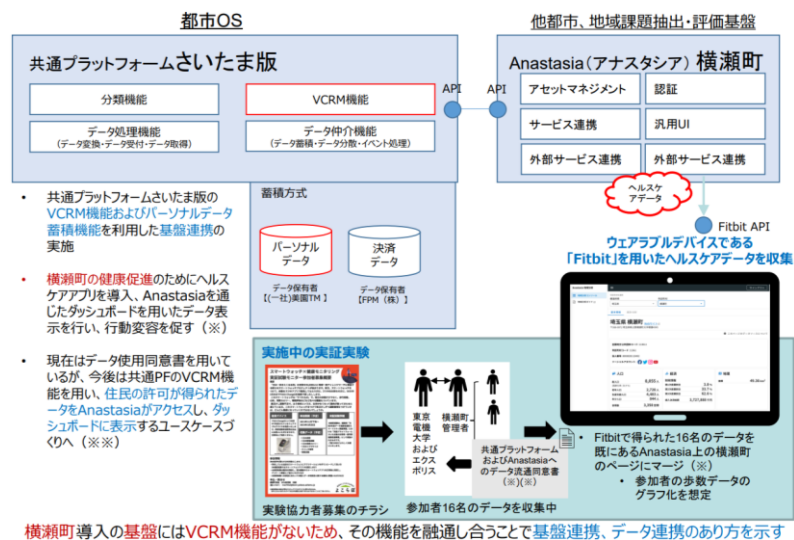 都市OS
他都市、地域課題抽出・評価基盤
共通プラットフォームさいたま版
分類機能
VCRM機能
データ処理機能
(データ変換・データ受付・データ取得)
データ仲介機能
(データ蓄積・データ分散・イベント処理)
API
API
Anastasia(アナスタシア) 横瀬町
アセットマネジメント
認証
サービス連携
汎用UI
外部サービス連携
外部サービス連携
ヘルスケ
アデータ
Fitbit API
ウェアラブルデバイスである
「Fitbit」を用いたヘルスケアデータを収集
蓄積方式
パーソナル
データ
決済
データ
データ保有者
【(一社)美園TM 】
データ保有者
【FPM(株)】
• 共通プラットフォームさいたま版の
VCRM機能およびパーソナルデータ
蓄積機能を利用した基盤連携の
実施
• 横瀬町の健康促進のためにヘルス
ケアアプリを導入、Anastasiaを通
じたダッシュボードを用いたデータ表
示を行い、行動変容を促す(※)
• 現在はデータ使用同意書を用いて
いるが、今後は共通PFのVCRM機
能を用い、住民の許可が得られた
データをAnastasiaがアクセスし、ダッ
シュボードに表示するユースケースづ
くりへ(※※)
実施中の実証実験
スマートウォッチ
よこらぼ
実験協力者募集のチラシ
東京
電機
大学
および
エクス
ポリス
横瀬町
管理者
共通プラットフォーム
およびAnastasiaへ
のデータ流通同意書
(※)(※)
参加者16名のデータを収集中
埼玉県 横瀬町
• Fitbitで得られた16名のデータを
既にあるAnastasia上の横瀬町
のページにマージ(※)
• 参加者の歩数データの
グラフ化を想定
横瀬町導入の基盤にはVCRM機能がないため、その機能を融通し合うことで基盤連携、データ連携のあり方を示す